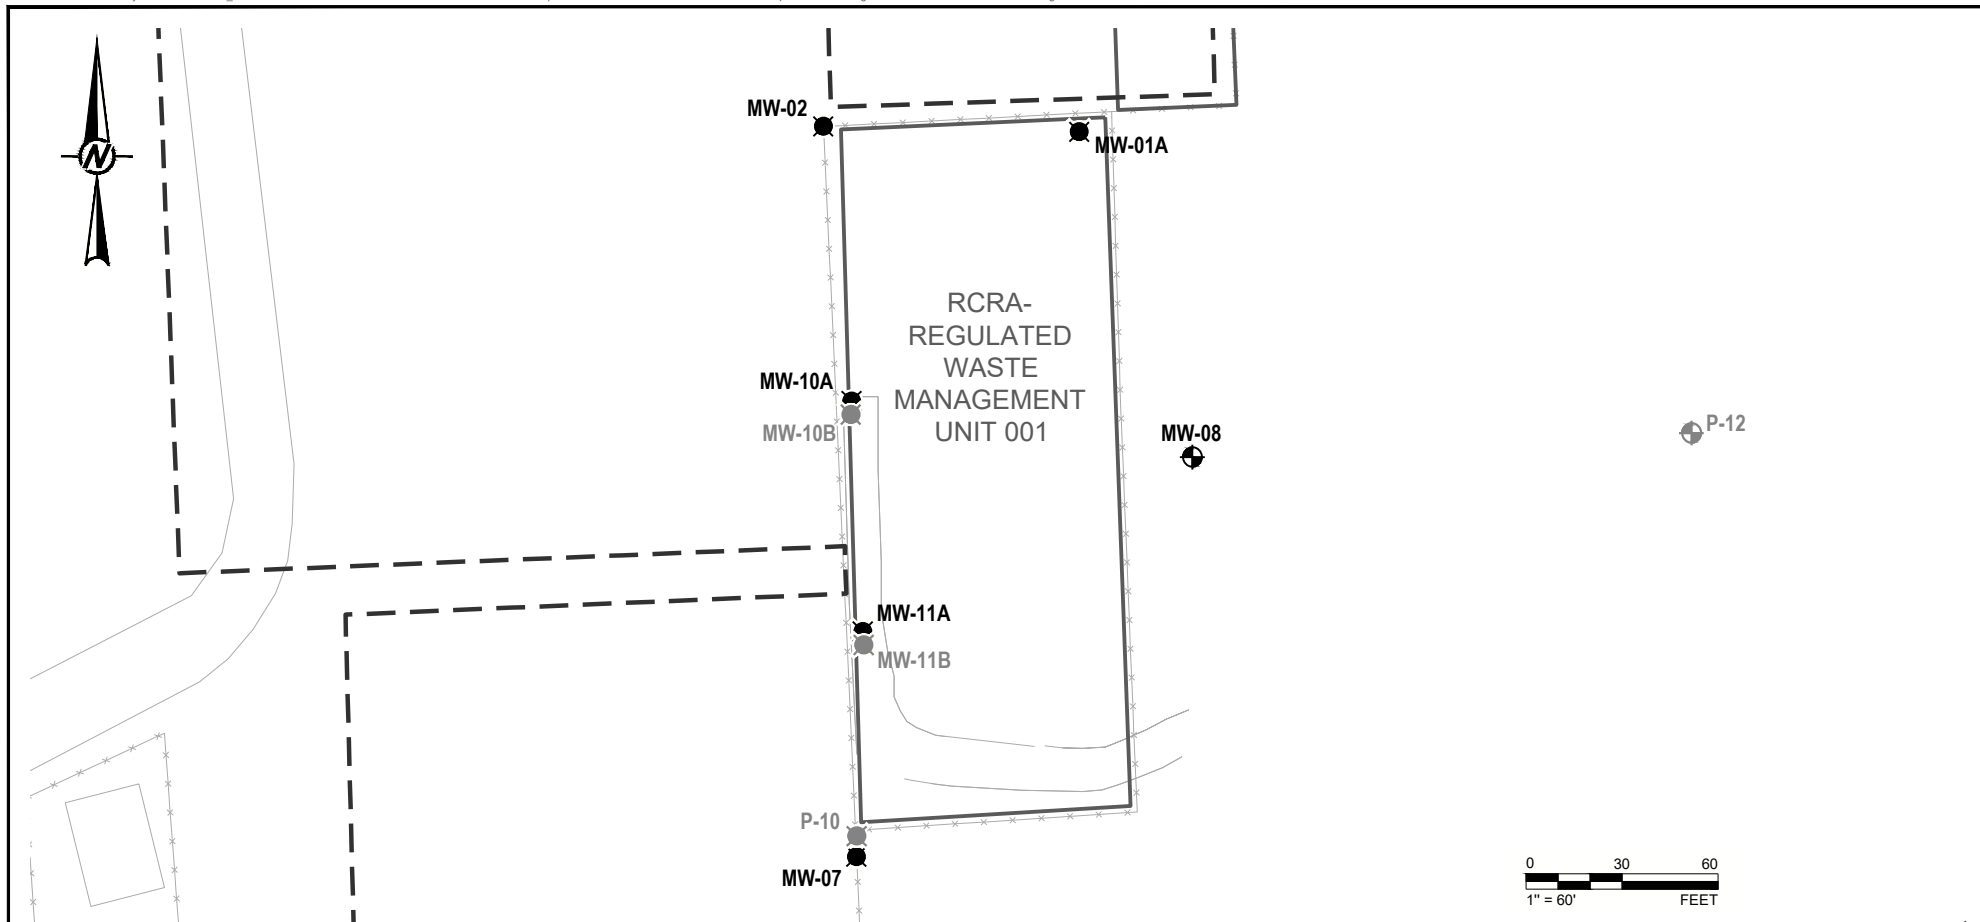 MW-02
MW-01A
N
RCRA-
REGULATED
WASTE
MANAGEMENT
UNIT 001
MW-10A
MW-10B
MW-08
P-12
MW-11A
MW-11B
P-10
MW-07
0 30 60
1" = 60' FEET